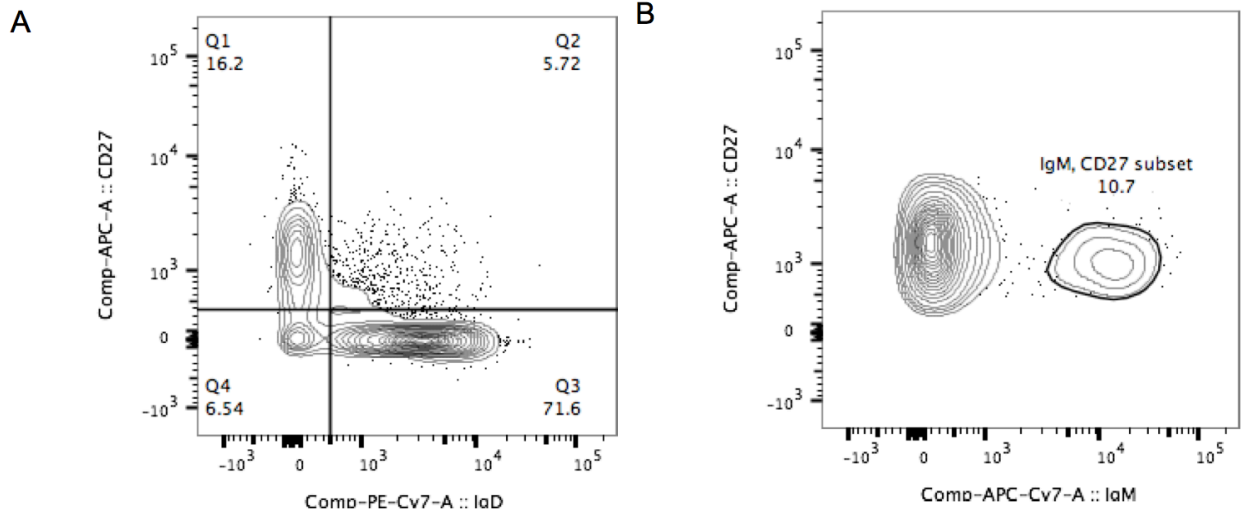 A
Q1
16.2
Q2
5.72
10^5
10^4
10^3
0
-10^3
Comp-APC-A :: CD27
Q4
6.54
Q3
71.6
-10^3 0 10^3 10^4 10^5
Comp-PE-Cy7-A :: IgD
B
10^5
10^4
10^3
0
-10^3
Comp-APC-A :: CD27
IgM, CD27 subset
10.7
-10^3 0 10^3 10^4 10^5
Comp-APC-Cy7-A :: IgM